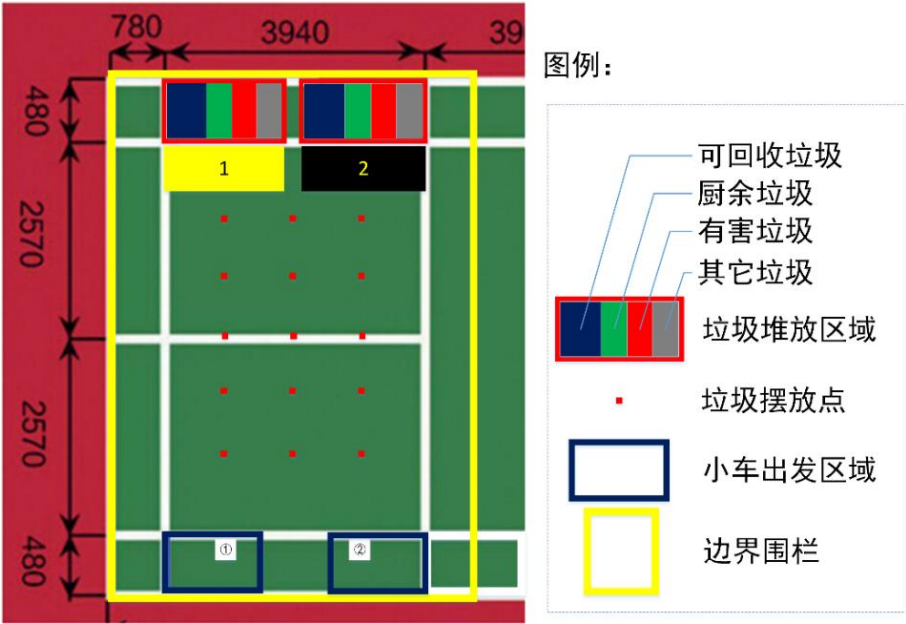 780
3940
39
480
2570
2570
480
1
2
①
②
图例：
可回收垃圾
厨余垃圾
有害垃圾
其它垃圾
垃圾堆放区域
垃圾摆放点
小车出发区域
边界围栏